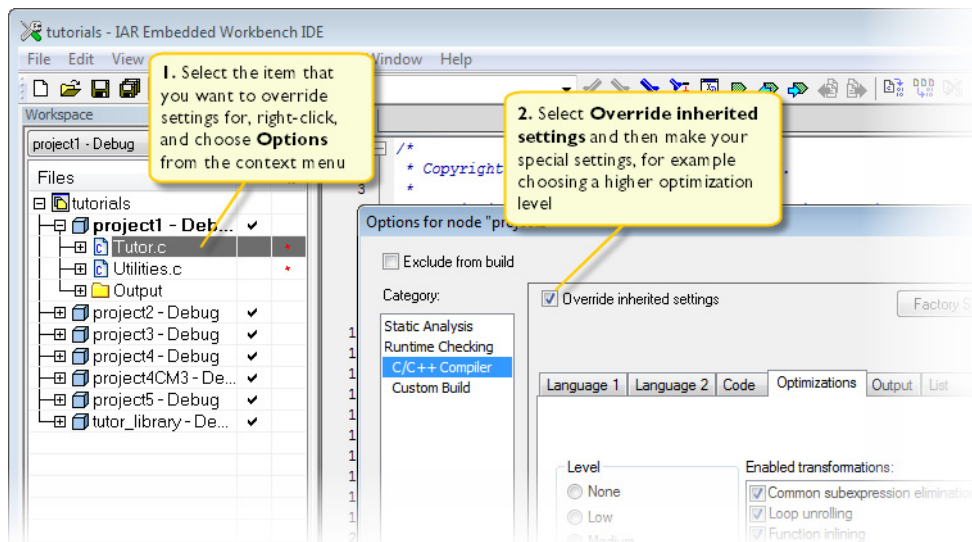 tutorials - IAR Embedded Workbench IDE
File Edit View Window Help
1. Select the item that
you want to override
settings for, right-click,
and choose Options
from the context menu
2. Select Override inherited
settings and then make your
special settings, for example
choosing a higher optimization
level
Workspace
project1 - Debug
Files
tutorials
project1 - Deb...
Tutor.c
Utilities.c
Output
project2 - Debug
project3 - Debug
project4 - Debug
project4CM3 - De...
project5 - Debug
tutor_library - De...
/*
* Copyright
3 *
Options for node "proje
Exclude from build
Category:
Static Analysis
Runtime Checking
C/C++ Compiler
Custom Build
Override inherited settings
Factory S
Language 1 Language 2 Code Optimizations Output List
Level
None
Low
Medium
Enabled transformations:
Common subexpression eliminatio
Loop unrolling
Function inlining